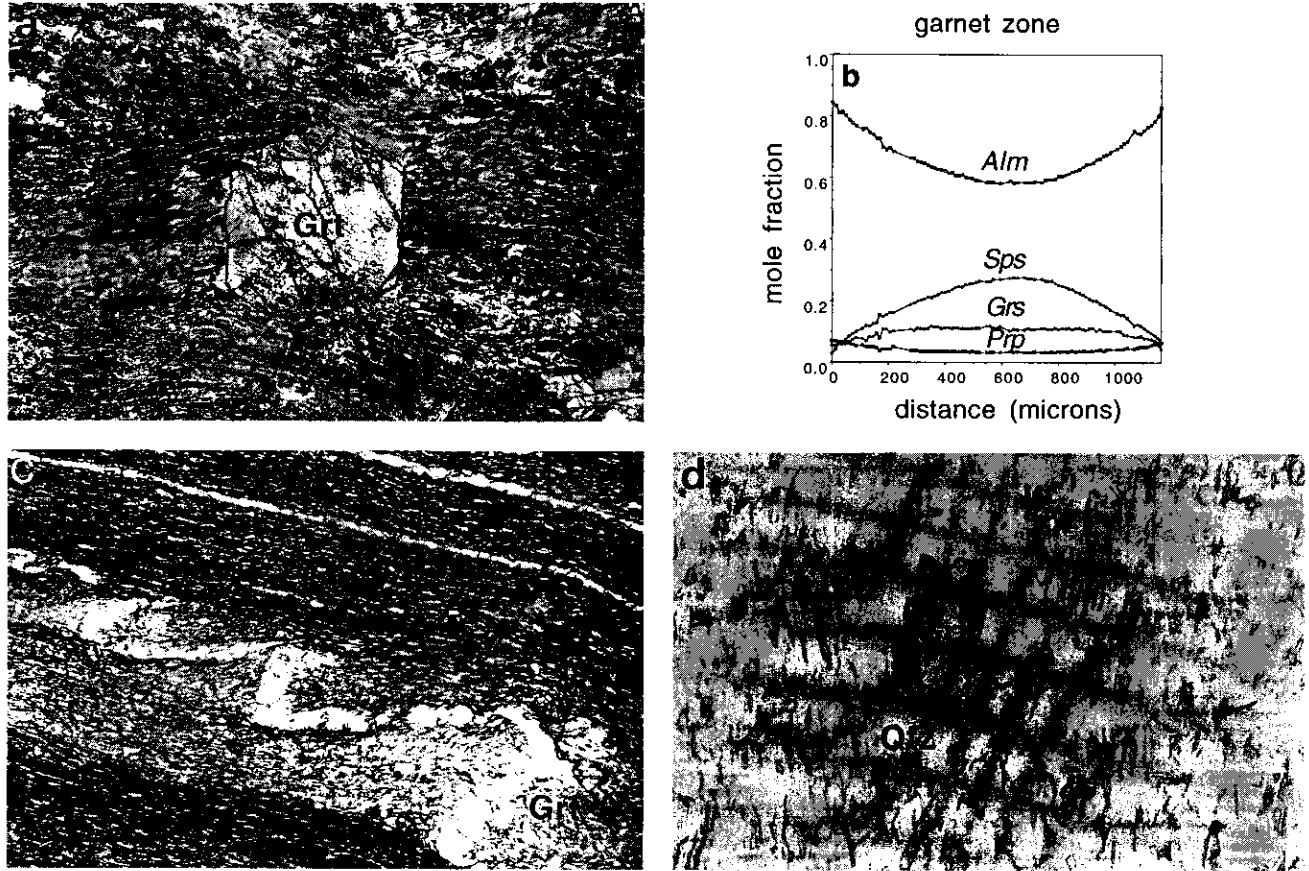 a
Grt
garnet zone
b
1.0
0.8
0.6
0.4
0.2
0.0
mole fraction
Alm
Sps
Grs
Prp
0 200 400 600 800 1000
distance (microns)
c
Grt
d
Q